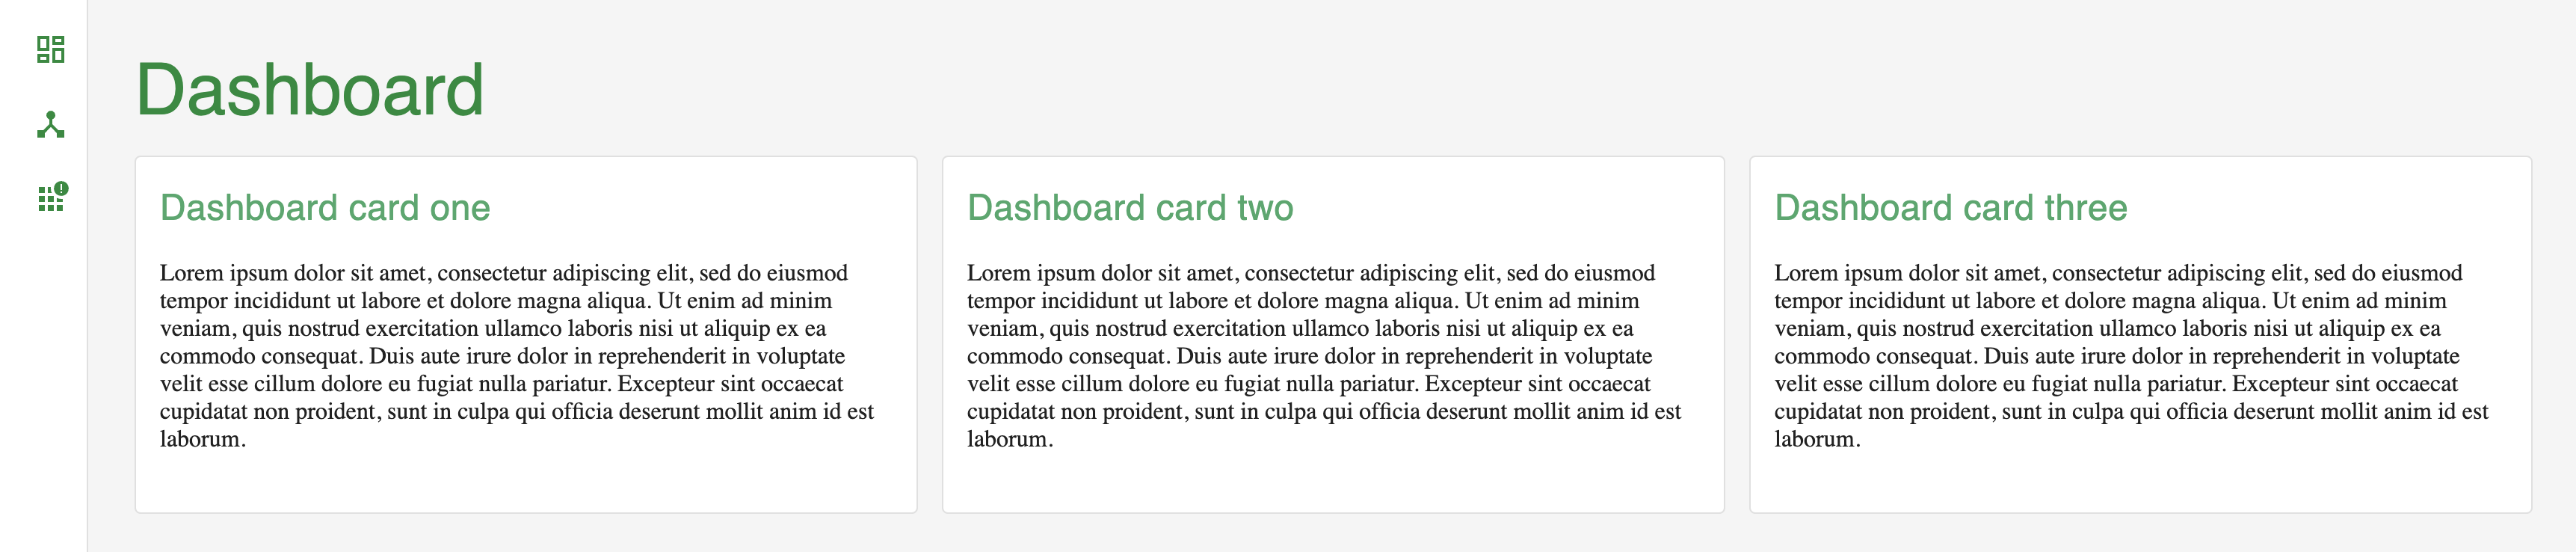 Dashboard
Dashboard card one
Lorem ipsum dolor sit amet, consectetur adipiscing elit, sed do eiusmod
tempor incididunt ut labore et dolore magna aliqua. Ut enim ad minim
veniam, quis nostrud exercitation ullamco laboris nisi ut aliquip ex ea
commodo consequat. Duis aute irure dolor in reprehenderit in voluptate
velit esse cillum dolore eu fugiat nulla pariatur. Excepteur sint occaecat
cupidatat non proident, sunt in culpa qui officia deserunt mollit anim id est
laborum.
Dashboard card two
Lorem ipsum dolor sit amet, consectetur adipiscing elit, sed do eiusmod
tempor incididunt ut labore et dolore magna aliqua. Ut enim ad minim
veniam, quis nostrud exercitation ullamco laboris nisi ut aliquip ex ea
commodo consequat. Duis aute irure dolor in reprehenderit in voluptate
velit esse cillum dolore eu fugiat nulla pariatur. Excepteur sint occaecat
cupidatat non proident, sunt in culpa qui officia deserunt mollit anim id est
laborum.
Dashboard card three
Lorem ipsum dolor sit amet, consectetur adipiscing elit, sed do eiusmod
tempor incididunt ut labore et dolore magna aliqua. Ut enim ad minim
veniam, quis nostrud exercitation ullamco laboris nisi ut aliquip ex ea
commodo consequat. Duis aute irure dolor in reprehenderit in voluptate
velit esse cillum dolore eu fugiat nulla pariatur. Excepteur sint occaecat
cupidatat non proident, sunt in culpa qui officia deserunt mollit anim id est
laborum.